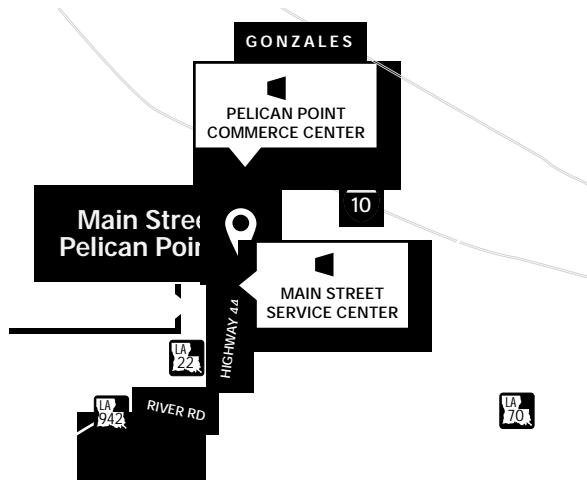 GONZALES
PELICAN POINT
COMMERCE CENTER
10
Main Stree
Pelican Poin
MAIN STREET
SERVICE CENTER
HIGHWAY 44
LA
22
LA
942
RIVER RD
LA
70